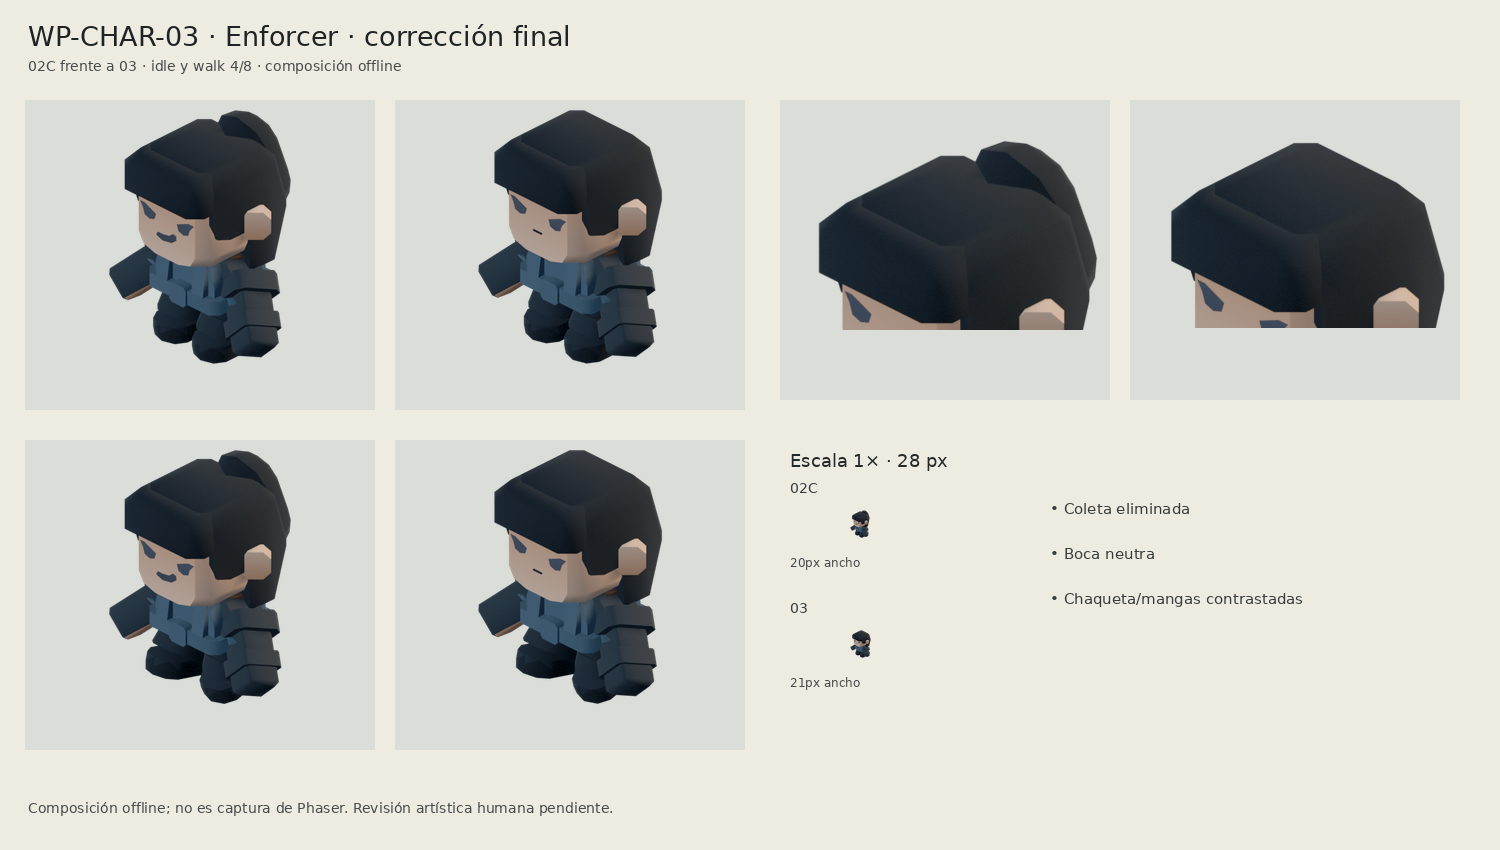 WP-CHAR-03 · Enforcer · corrección final
02C frente a 03 · idle y walk 4/8 · composición offline
Escala 1× · 28 px
02C
20px ancho
03
21px ancho
• Coleta eliminada
• Boca neutra
• Chaqueta/mangas contrastadas
Composición offline; no es captura de Phaser. Revisión artística humana pendiente.